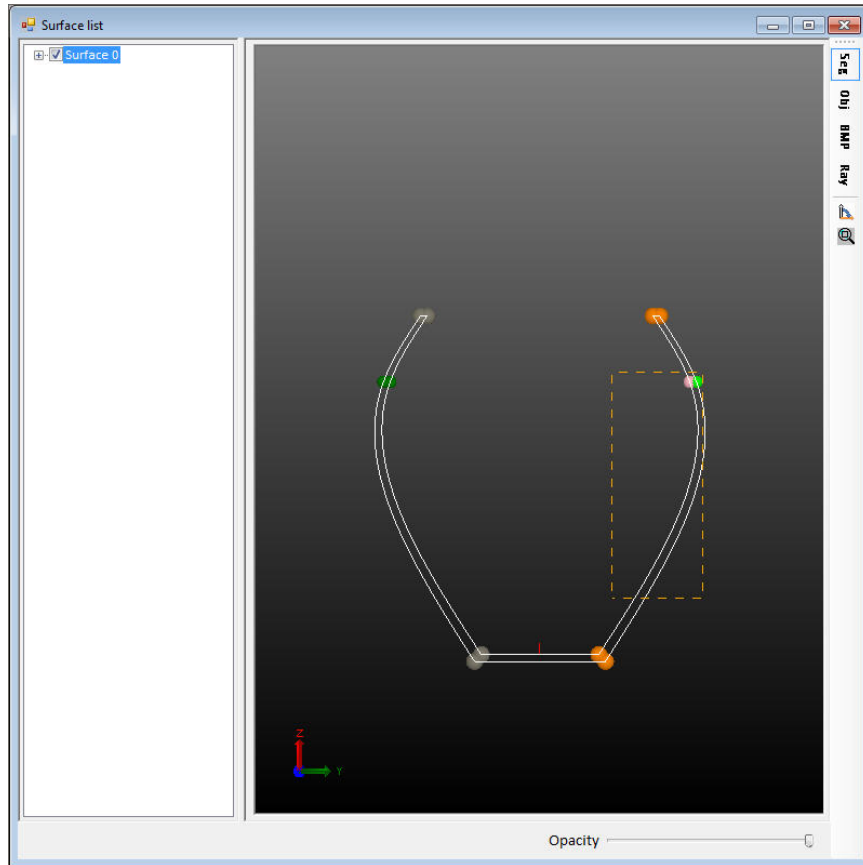 Surface list
Surface 0
Seg
Obj
BMP
Ray
Z
Y
Opacity